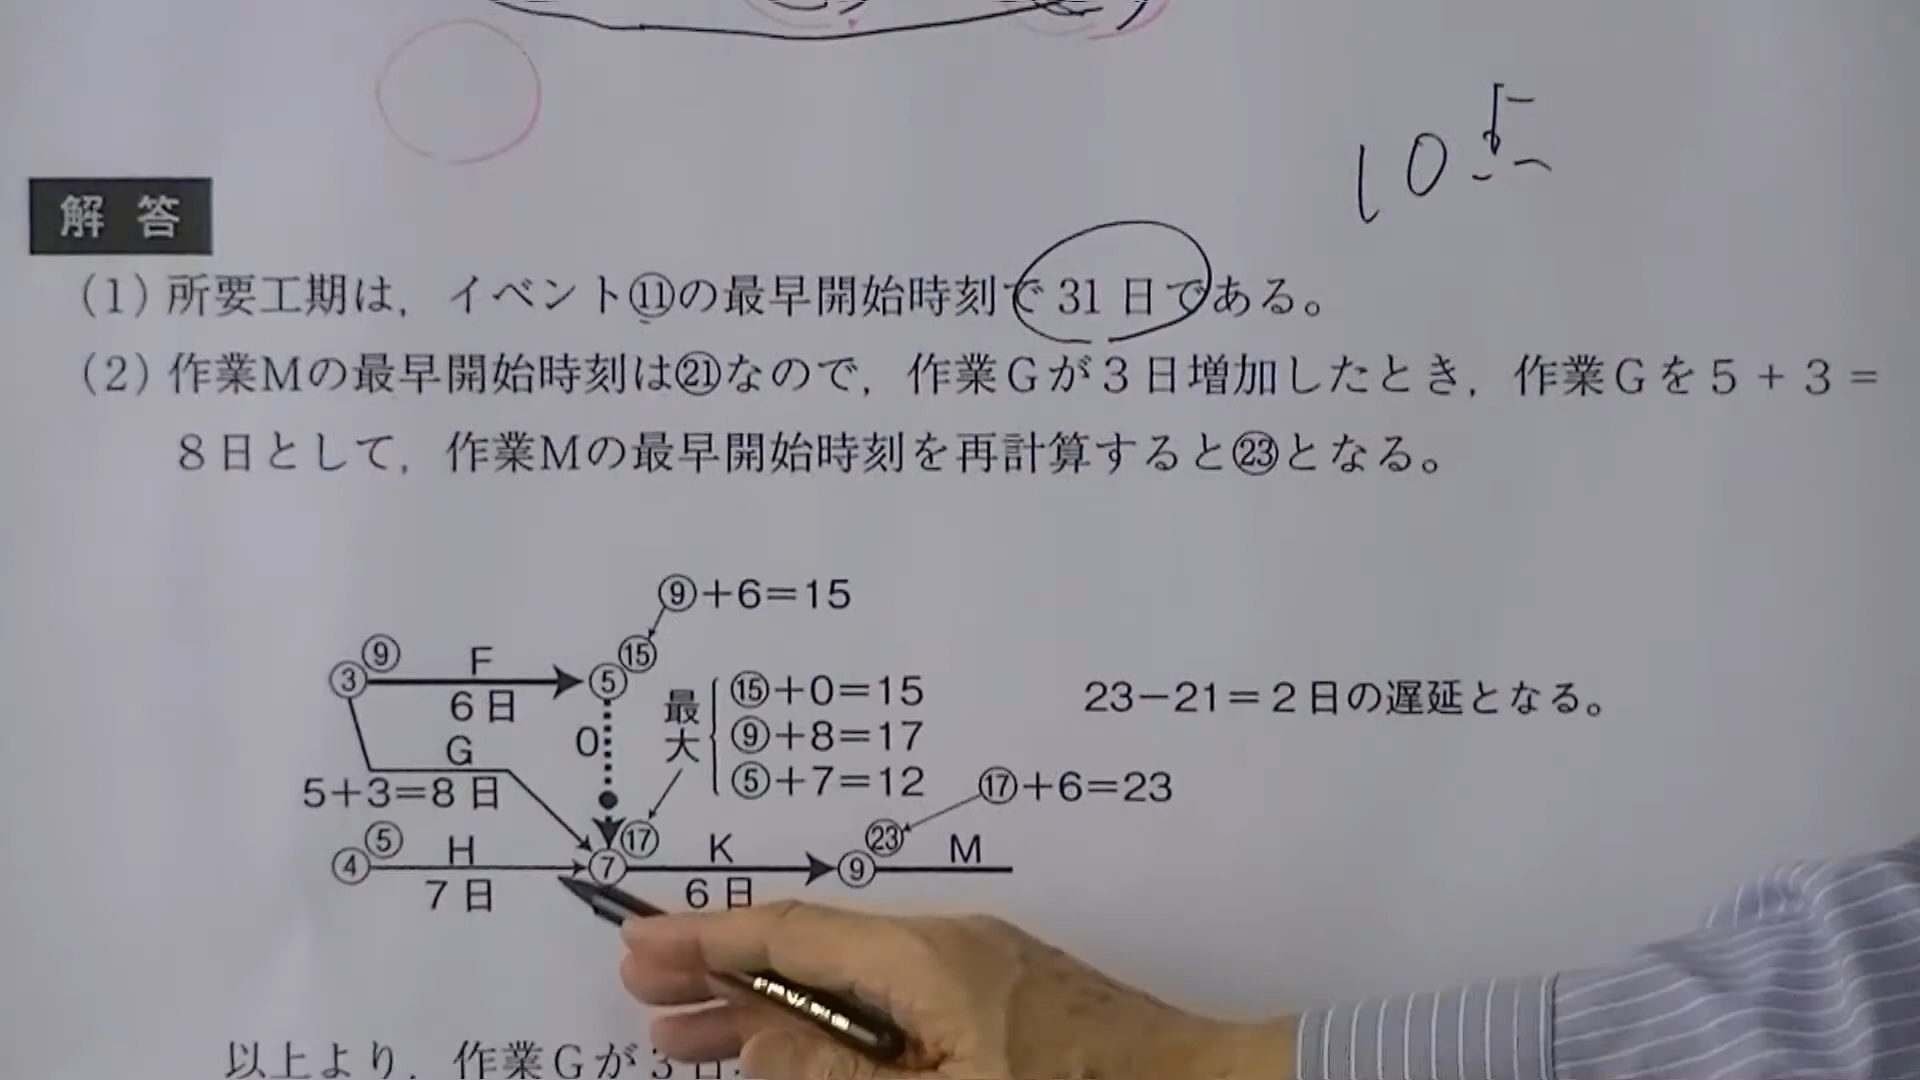 10点
解答
(1) 所要工期は，イベント⑪の最早開始時刻で31日である。
(2) 作業Mの最早開始時刻は㉑なので，作業Gが3日増加したとき，作業Gを5＋3＝
8日として，作業Mの最早開始時刻を再計算すると㉓となる。
⑨＋6＝15
③ ⑨ F ⑤ ⑮
6日
最大
⑮＋0＝15
⑨＋8＝17
⑤＋7＝12
23－21＝2日の遅延となる。
0
G
5＋3＝8日
⑰＋6＝23
④ ⑤ H ⑦ ⑰ K ⑨ ㉓ M
7日
6日
以上より，作業Gが3日